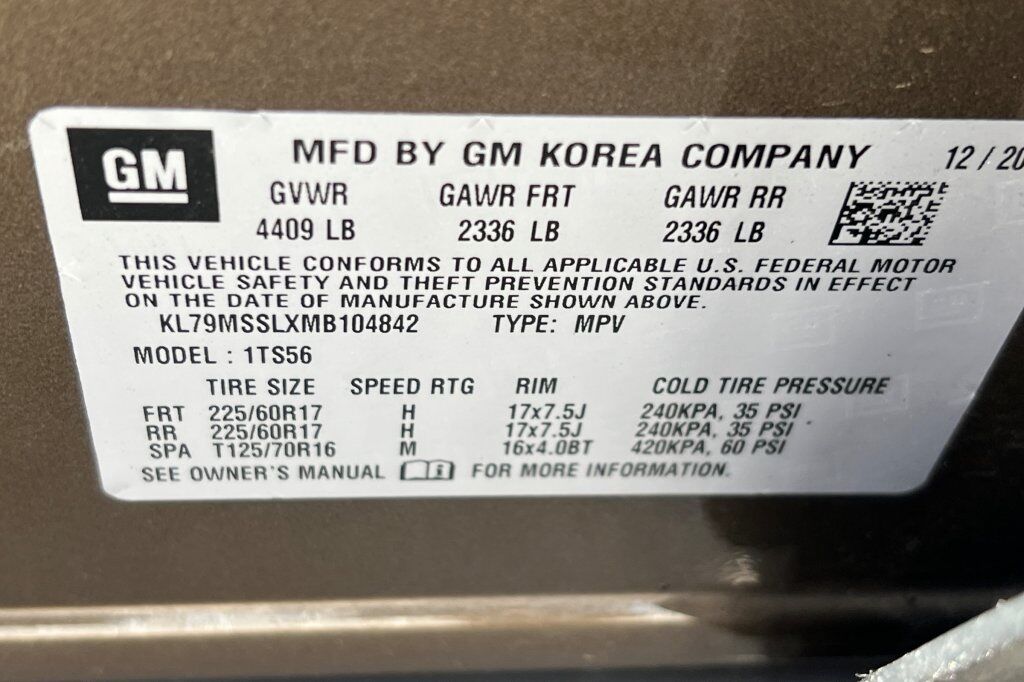 GM
MFD BY GM KOREA COMPANY 12 / 20
GVWR GAWR FRT GAWR RR
4409 LB 2336 LB 2336 LB
THIS VEHICLE CONFORMS TO ALL APPLICABLE U.S. FEDERAL MOTOR
VEHICLE SAFETY AND THEFT PREVENTION STANDARDS IN EFFECT
ON THE DATE OF MANUFACTURE SHOWN ABOVE.
KL79MSSLXMB104842 TYPE: MPV
MODEL : 1TS56
TIRE SIZE SPEED RTG RIM COLD TIRE PRESSURE
FRT 225/60R17 H 17x7.5J 240KPA, 35 PSI
RR 225/60R17 H 17x7.5J 240KPA, 35 PSI
SPA T125/70R16 M 16x4.0BT 420KPA, 60 PSI
SEE OWNER'S MANUAL FOR MORE INFORMATION.